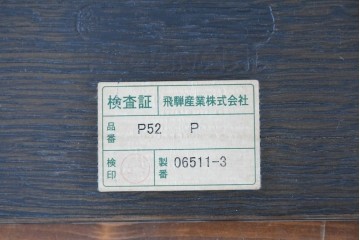 検査証 飛騨産業株式会社
品番 P52 P
検印 製番 06511-3